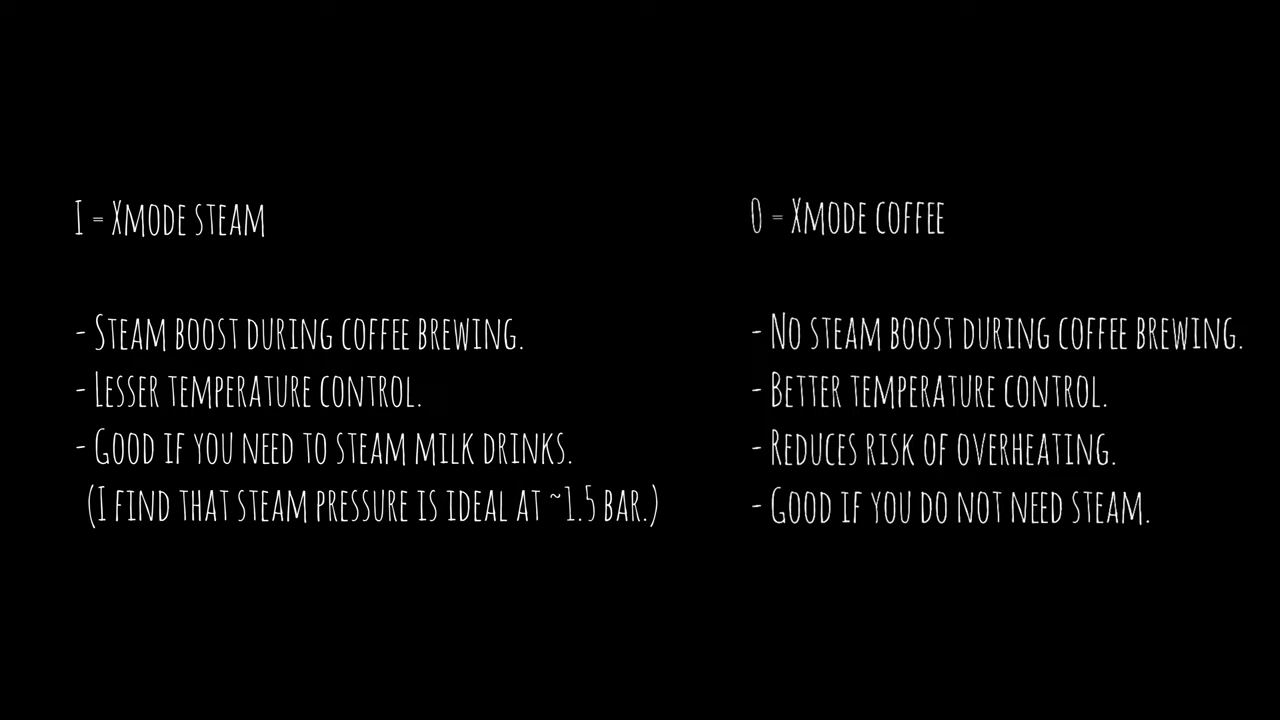 I = Xmode steam
- Steam boost during coffee brewing.
- Lesser temperature control.
- Good if you need to steam milk drinks.
(I find that steam pressure is ideal at ~1.5 bar.)
0 = Xmode coffee
- No steam boost during coffee brewing.
- Better temperature control.
- Reduces risk of overheating.
- Good if you do not need steam.